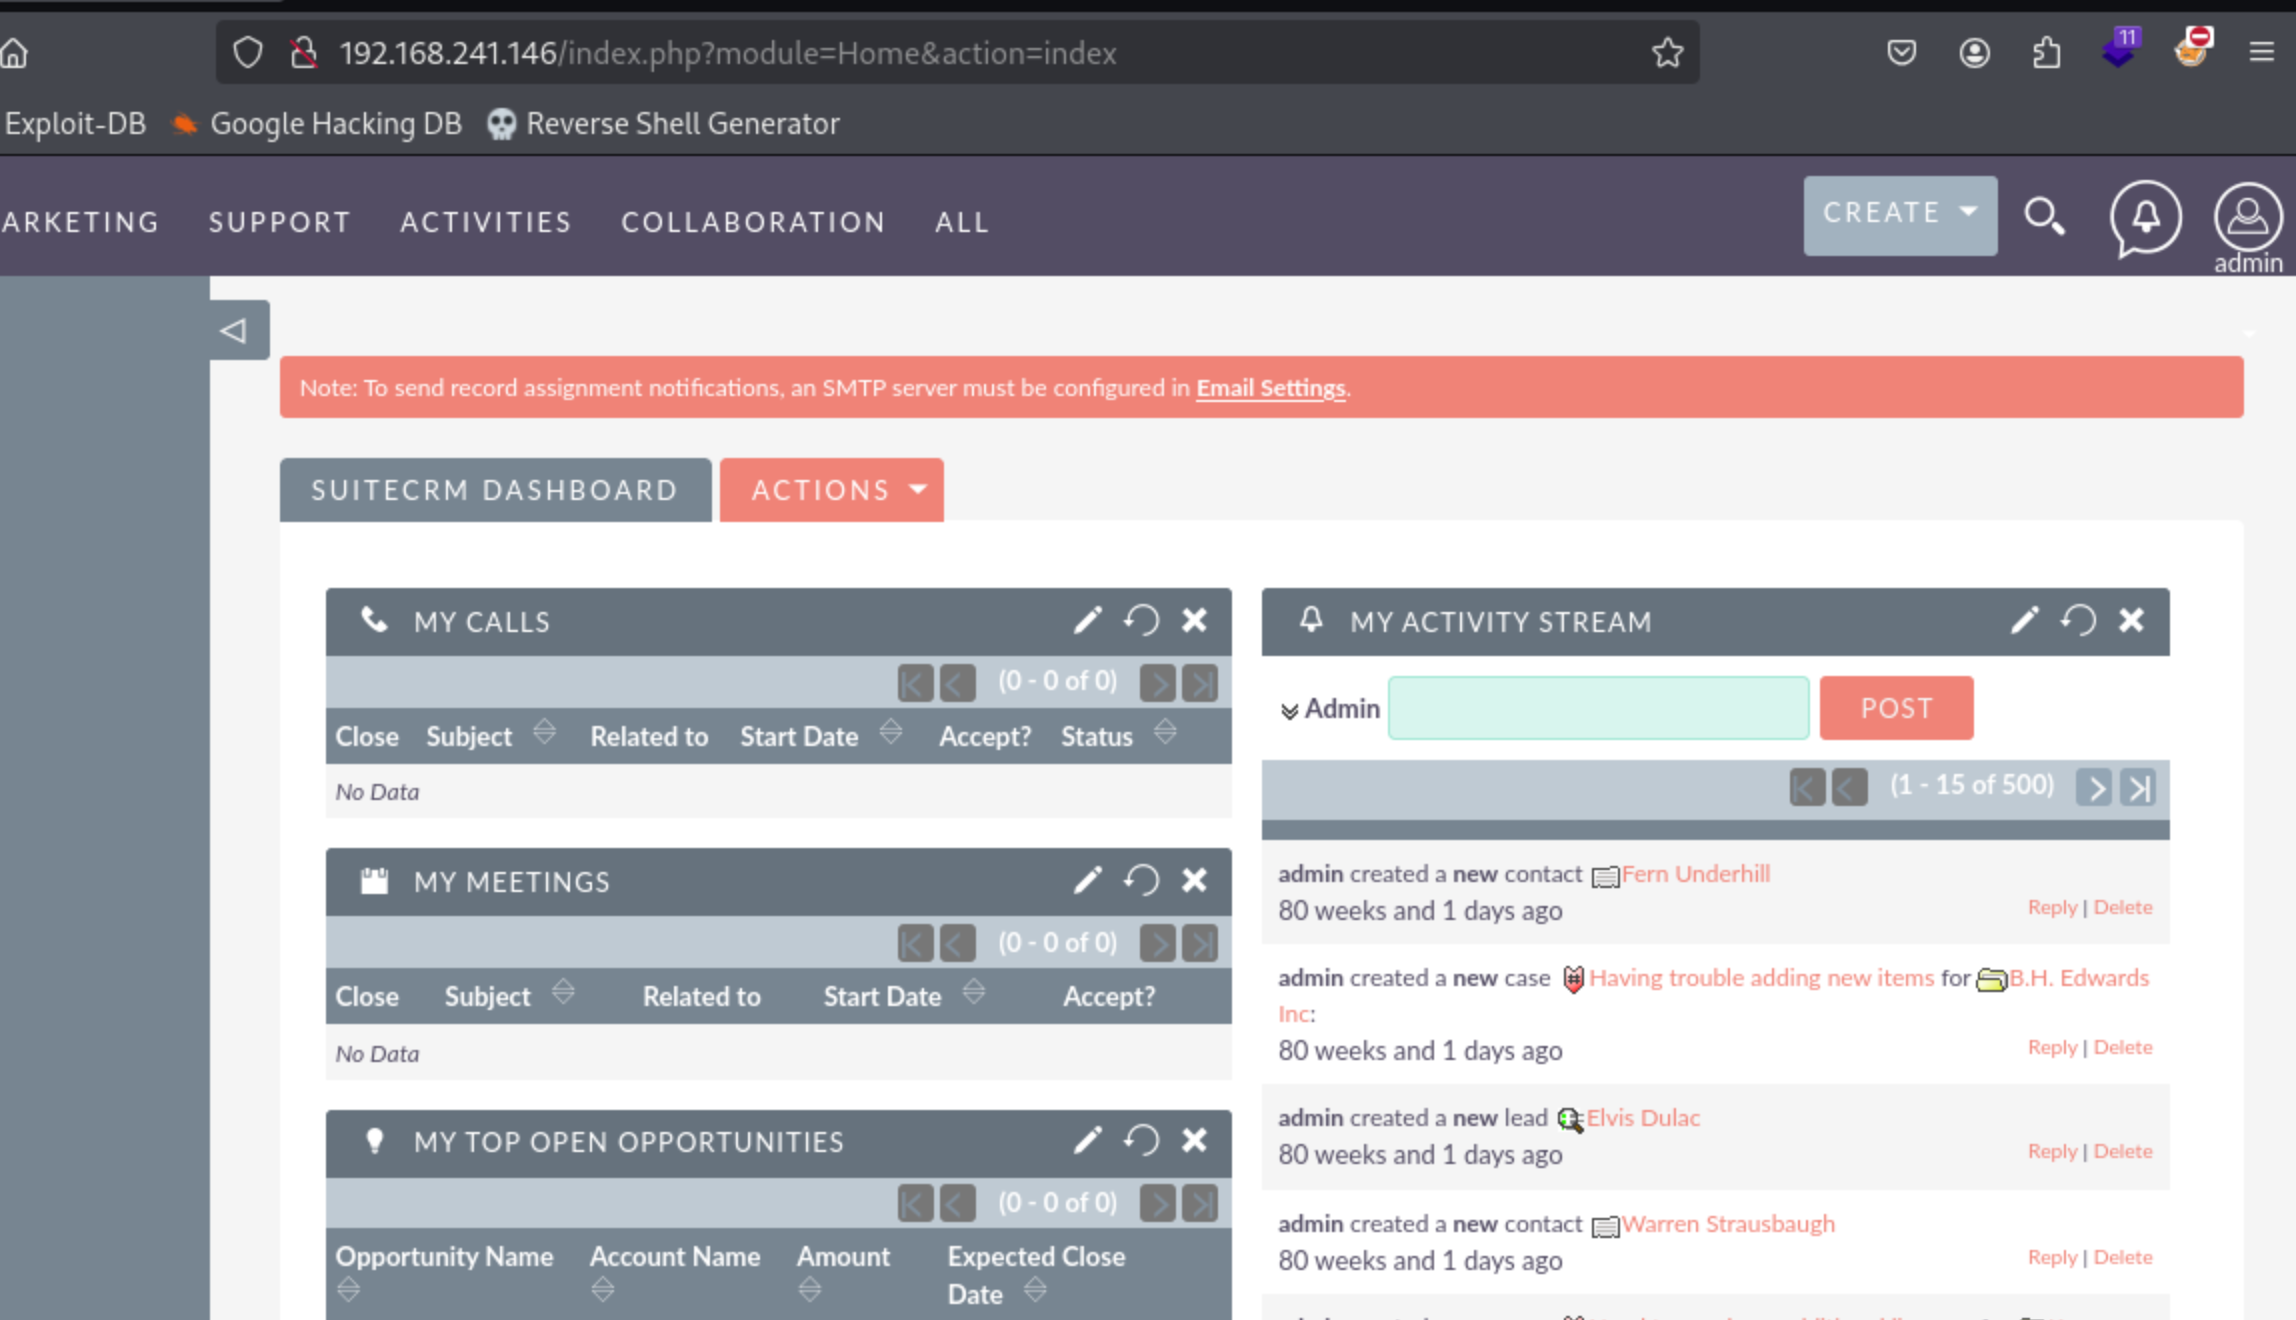 192.168.241.146/index.php?module=Home&action=index
11
Exploit-DB Google Hacking DB Reverse Shell Generator
ARKETING SUPPORT ACTIVITIES COLLABORATION ALL CREATE
admin
Note: To send record assignment notifications, an SMTP server must be configured in Email Settings.
SUITECRM DASHBOARD ACTIONS
MY CALLS
(0 - 0 of 0)
Close Subject Related to Start Date Accept? Status
No Data
MY MEETINGS
(0 - 0 of 0)
Close Subject Related to Start Date Accept?
No Data
MY TOP OPEN OPPORTUNITIES
(0 - 0 of 0)
Opportunity Name Account Name Amount Expected Close
Date
MY ACTIVITY STREAM
Admin POST
(1 - 15 of 500)
admin created a new contact Fern Underhill
80 weeks and 1 days ago Reply | Delete
admin created a new case Having trouble adding new items for B.H. Edwards
Inc:
80 weeks and 1 days ago Reply | Delete
admin created a new lead Elvis Dulac
80 weeks and 1 days ago Reply | Delete
admin created a new contact Warren Strausbaugh
80 weeks and 1 days ago Reply | Delete